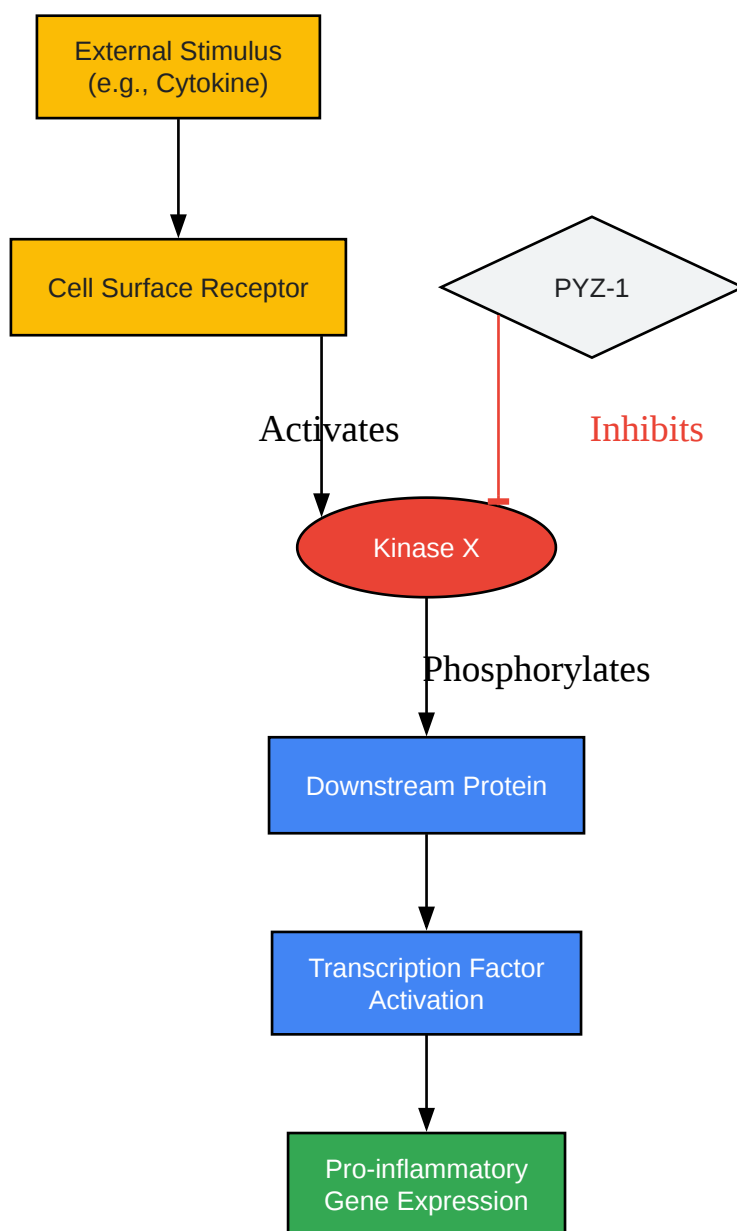 External Stimulus
(e.g., Cytokine)
Cell Surface Receptor
PYZ-1
Activates
Inhibits
Kinase X
Phosphorylates
Downstream Protein
Transcription Factor
Activation
Pro-inflammatory
Gene Expression